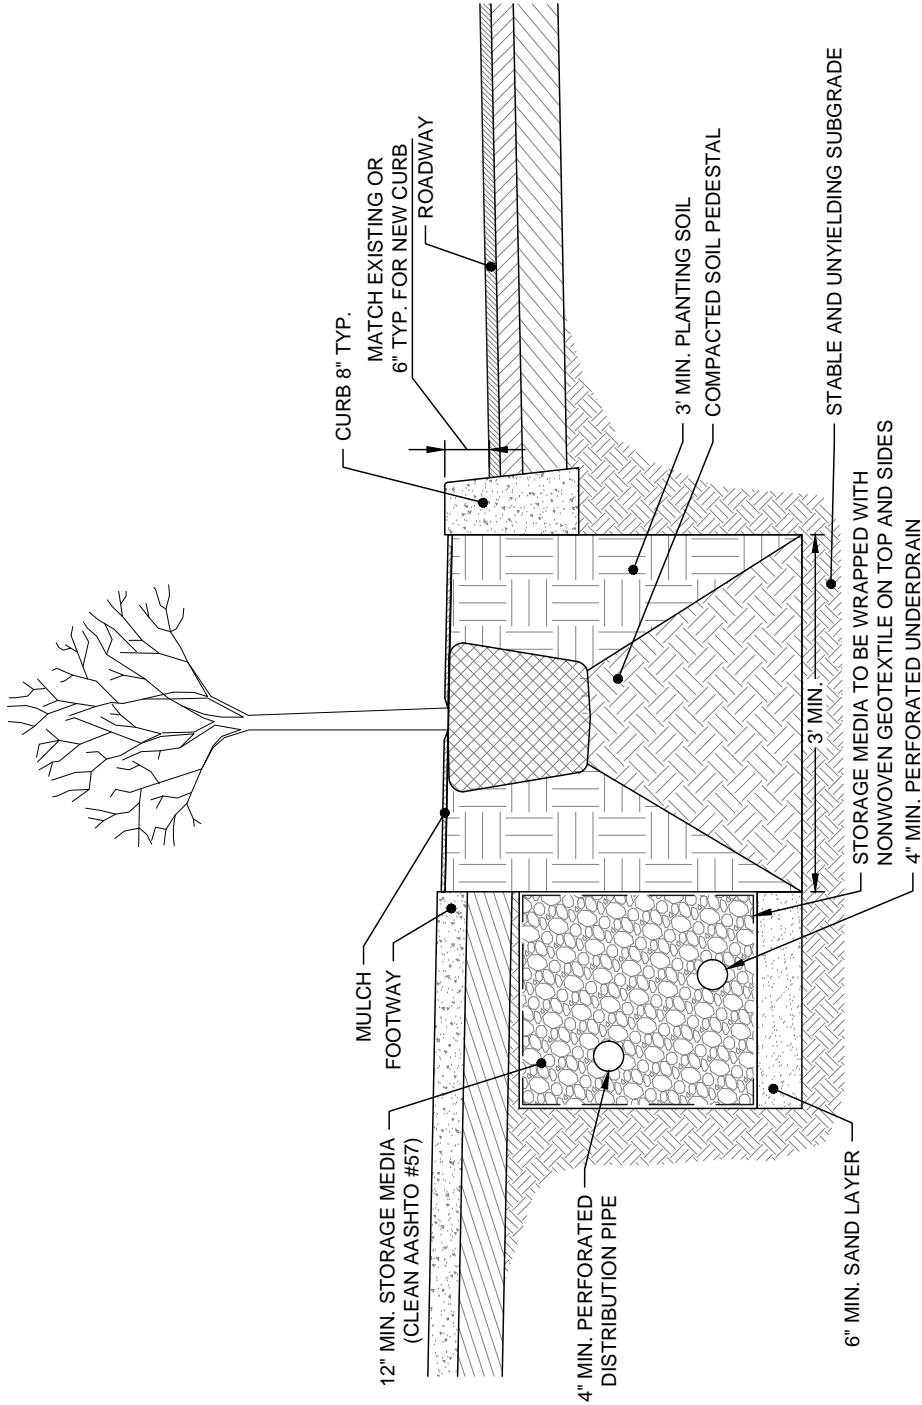 CURB 8" TYP.
MATCH EXISTING OR
6" TYP. FOR NEW CURB
ROADWAY
MULCH
FOOTWAY
12" MIN. STORAGE MEDIA
(CLEAN AASHTO #57)
4" MIN. PERFORATED
DISTRIBUTION PIPE
6" MIN. SAND LAYER
3' MIN. PLANTING SOIL
COMPACTED SOIL PEDESTAL
3' MIN.
STABLE AND UNYIELDING SUBGRADE
STORAGE MEDIA TO BE WRAPPED WITH
NONWOVEN GEOTEXTILE ON TOP AND SIDES
4" MIN. PERFORATED UNDERDRAIN